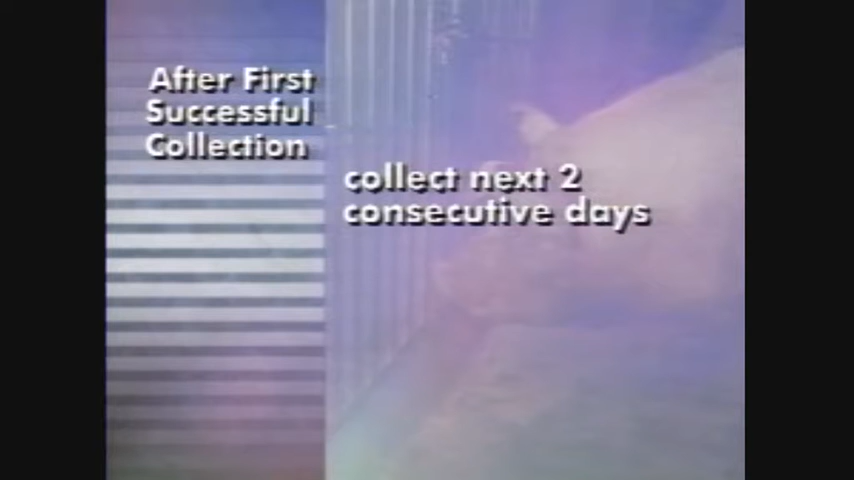 After First
Successful
Collection
collect next 2
consecutive days